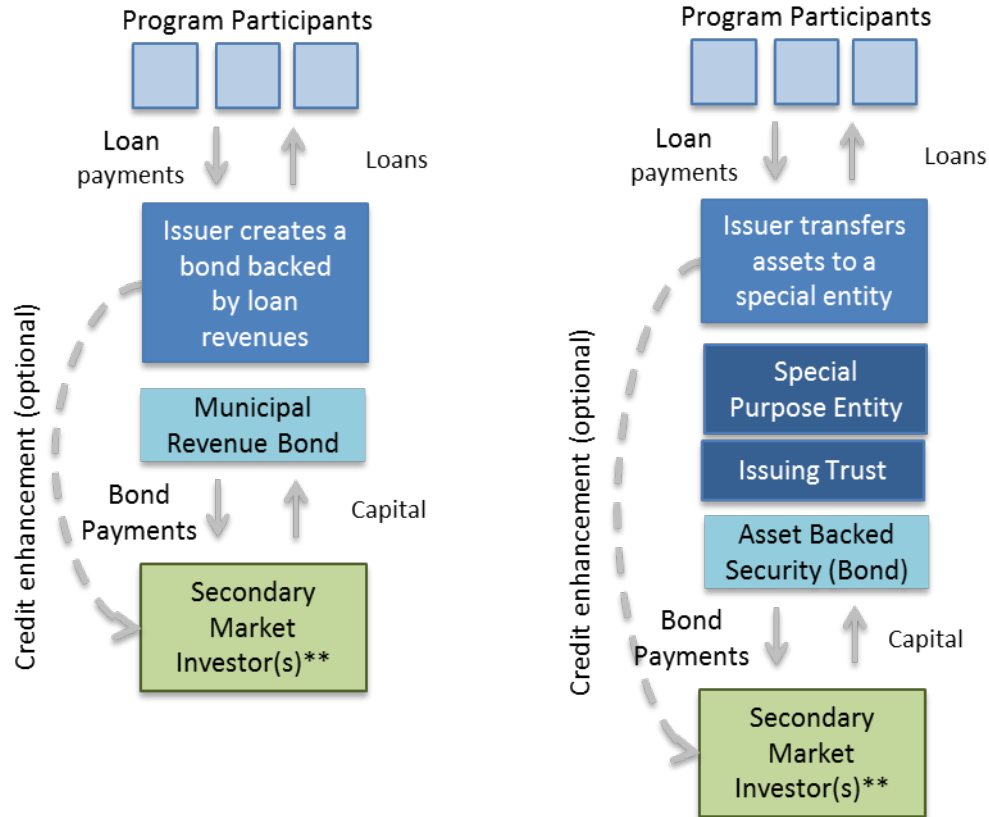 Program Participants
Loan
payments
Loans
Issuer creates a
bond backed
by loan
revenues
Credit enhancement (optional)
Municipal
Revenue Bond
Bond
Payments
Capital
Secondary
Market
Investor(s)**
Program Participants
Loan
payments
Loans
Issuer transfers
assets to a
special entity
Credit enhancement (optional)
Special
Purpose Entity
Issuing Trust
Asset Backed
Security (Bond)
Bond
Payments
Capital
Secondary
Market
Investor(s)**